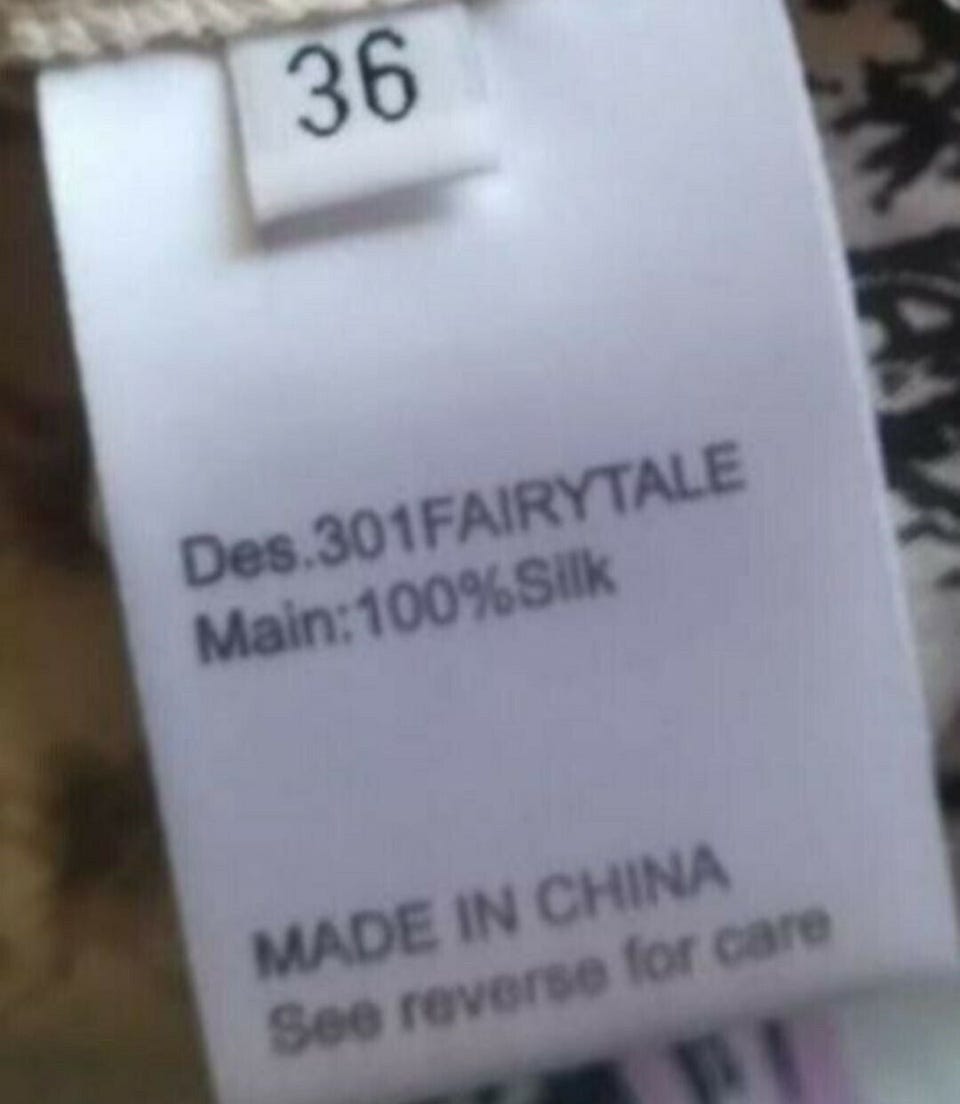 36
Des.301FAIRYTALE
Main:100%Silk
MADE IN CHINA
See reverse for care